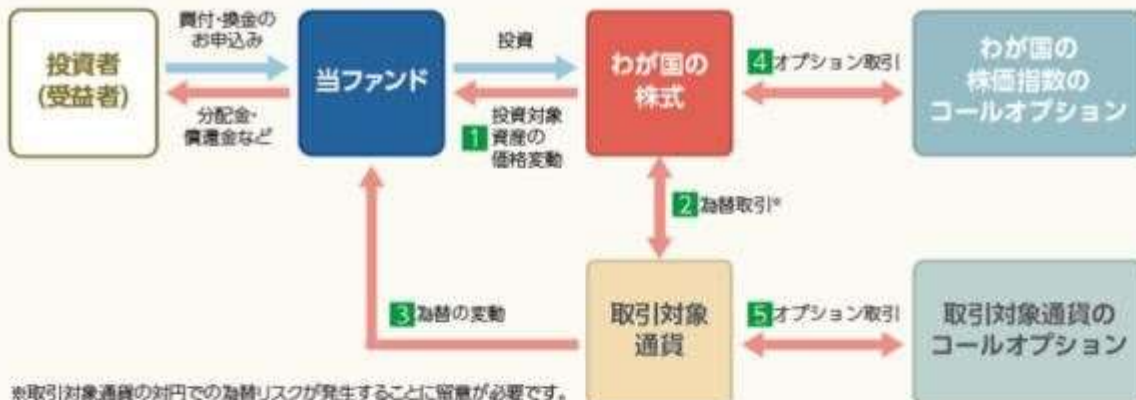 買付・換金の
お申込み
投資者
(受益者)
分配金・
償還金など
当ファンド
投資
1 投資対象
資産の
価格変動
わが国の
株式
4 オプション取引
わが国の
株価指数の
コールオプション
2 為替取引*
3 為替の変動
取引対象
通貨
5 オプション取引
取引対象通貨の
コールオプション
※取引対象通貨の対円での為替リスクが発生することに留意が必要です。